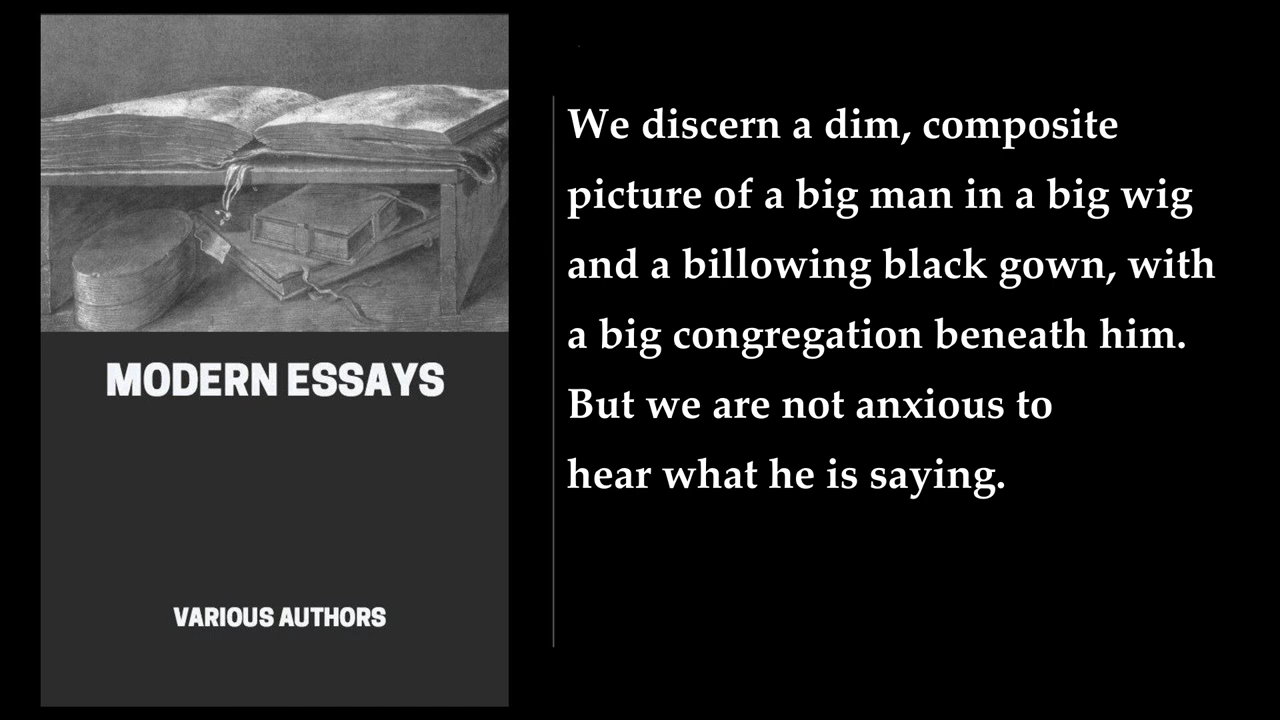 MODERN ESSAYS
VARIOUS AUTHORS
We discern a dim, composite
picture of a big man in a big wig
and a billowing black gown, with
a big congregation beneath him.
But we are not anxious to
hear what he is saying.